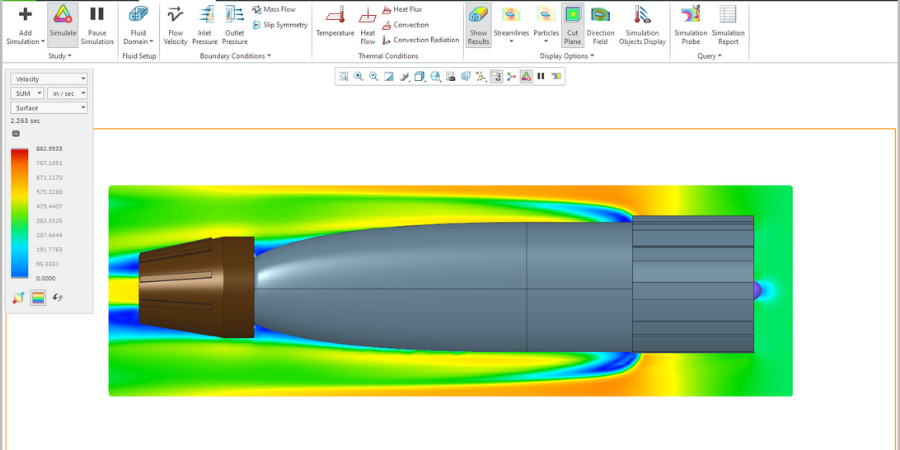 Add Simulation
Simulate
Pause Simulation
Study
Fluid Domain
Fluid Setup
Flow Velocity
Inlet Pressure
Outlet Pressure
Mass Flow
Slip Symmetry
Boundary Conditions
Temperature
Heat Flow
Heat Flux
Convection
Convection Radiation
Thermal Conditions
Show Results
Streamlines
Particles
Cut Plane
Direction Field
Simulation Objects Display
Display Options
Simulation Probe
Simulation Report
Query
Velocity
SUM
in / sec
Surface
2.263 sec
862.9933
767.1051
671.2170
575.3288
479.4407
383.5526
287.6644
191.7763
95.8881
0.0000